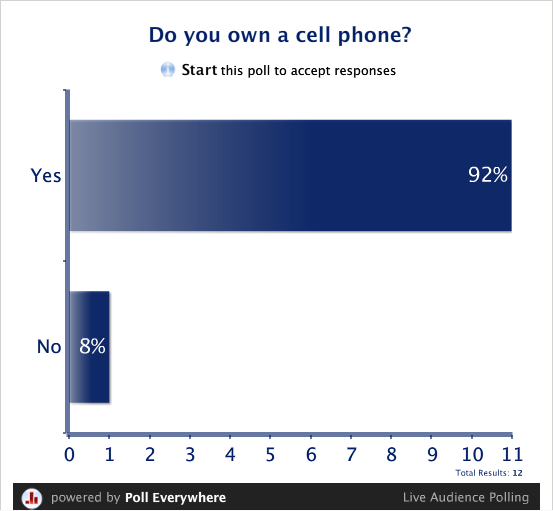 Do you own a cell phone?
Start this poll to accept responses
Yes
92%
No
8%
0 1 2 3 4 5 6 7 8 9 10 11
Total Results: 12
powered by Poll Everywhere
Live Audience Polling